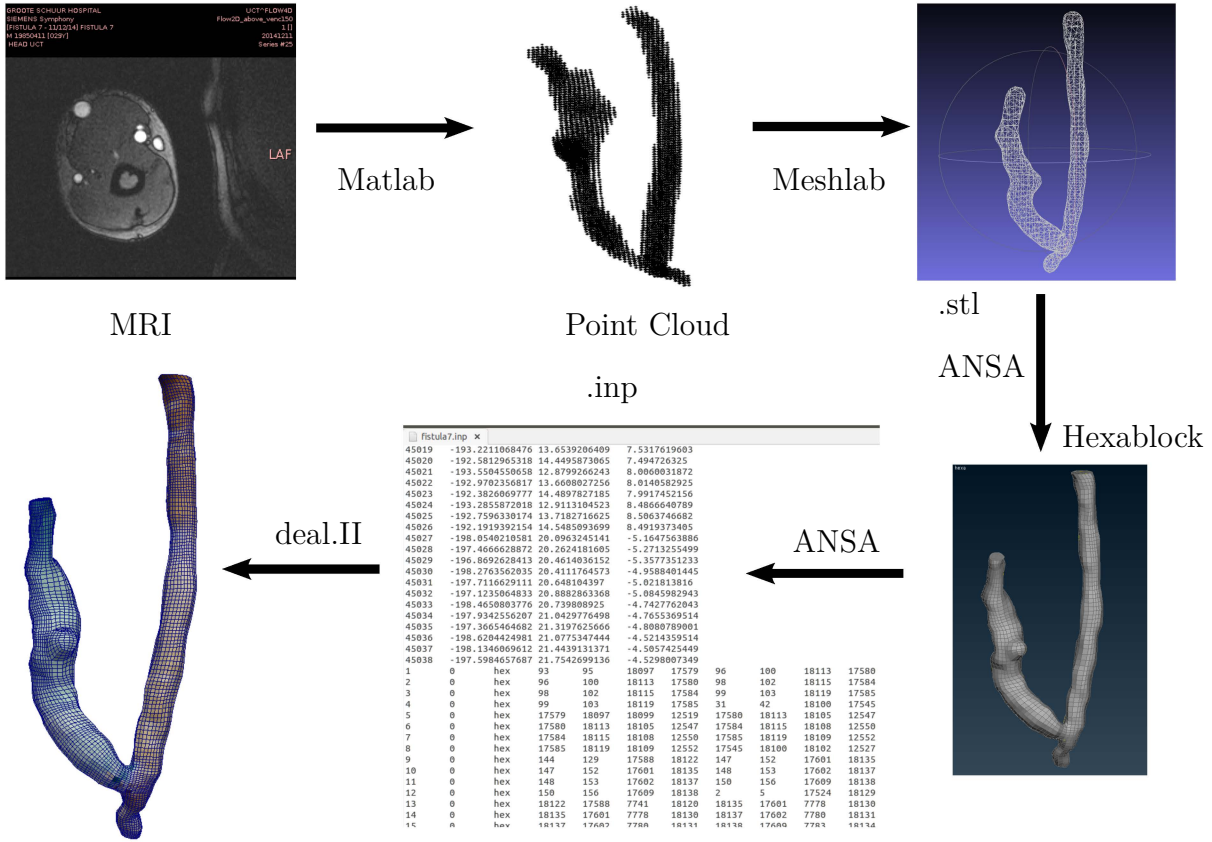 GROOTE SCHUUR HOSPITAL UCT^FLOW4D
SIEMENS Symphony Flow2D_above_venc150
[FISTULA 7 - 11/12/14] FISTULA 7 1 []
M 19850411 [029Y] 20141211
HEAD UCT Series #25
LAF
Matlab
Meshlab
MRI
Point Cloud
.stl
ANSA
.inp
Hexablock
hexa
fistula7.inp x
45019 -193.2211068476 13.6539206409 7.5317619603
45020 -192.5812965318 14.4495873065 7.494726325
45021 -193.5504550658 12.8799266243 8.0060031872
45022 -192.9702356817 13.6608027256 8.0140582925
45023 -192.3826069777 14.4897827185 7.9917452156
45024 -193.2855872018 12.9113104523 8.4866640789
45025 -192.7596330174 13.7182716625 8.5063746682
45026 -192.1919392154 14.5485093699 8.4919373405
45027 -198.0540210581 20.0963245141 -5.1647563886
45028 -197.4666628872 20.2624181605 -5.2713255499
45029 -196.8692628413 20.4614036152 -5.3577351233
45030 -198.2763562035 20.4111764573 -4.9588401445
45031 -197.7116629111 20.648104397 -5.021813816
45032 -197.1235064833 20.8882863368 -5.0845982943
45033 -198.4650803776 20.739808925 -4.7427762043
45034 -197.9342556207 21.0429776498 -4.7655369514
45035 -197.3665464682 21.3197625666 -4.8080789001
45036 -198.6204424981 21.0775347444 -4.5214359514
45037 -198.1346069612 21.4439131371 -4.5057425449
45038 -197.5984657687 21.7542699136 -4.5298007349
1 0 hex 93 95 18097 17579 96 100 18113 17580
2 0 hex 96 100 18113 17580 98 102 18115 17584
3 0 hex 98 102 18115 17584 99 103 18119 17585
4 0 hex 99 103 18119 17585 31 42 18100 17545
5 0 hex 17579 18097 18099 12519 17580 18113 18105 12547
6 0 hex 17580 18113 18105 12547 17584 18115 18108 12550
7 0 hex 17584 18115 18108 12550 17585 18119 18109 12552
8 0 hex 17585 18119 18109 12552 17545 18100 18102 12527
9 0 hex 144 129 17588 18122 147 152 17601 18135
10 0 hex 147 152 17601 18135 148 153 17602 18137
11 0 hex 148 153 17602 18137 150 156 17609 18138
12 0 hex 150 156 17609 18138 2 5 17524 18129
13 0 hex 18122 17588 7741 18120 18135 17601 7778 18130
14 0 hex 18135 17601 7778 18130 18137 17602 7780 18131
15 0 hex 18137 17602 7780 18131 18138 17609 7783 18134
deal.II
ANSA